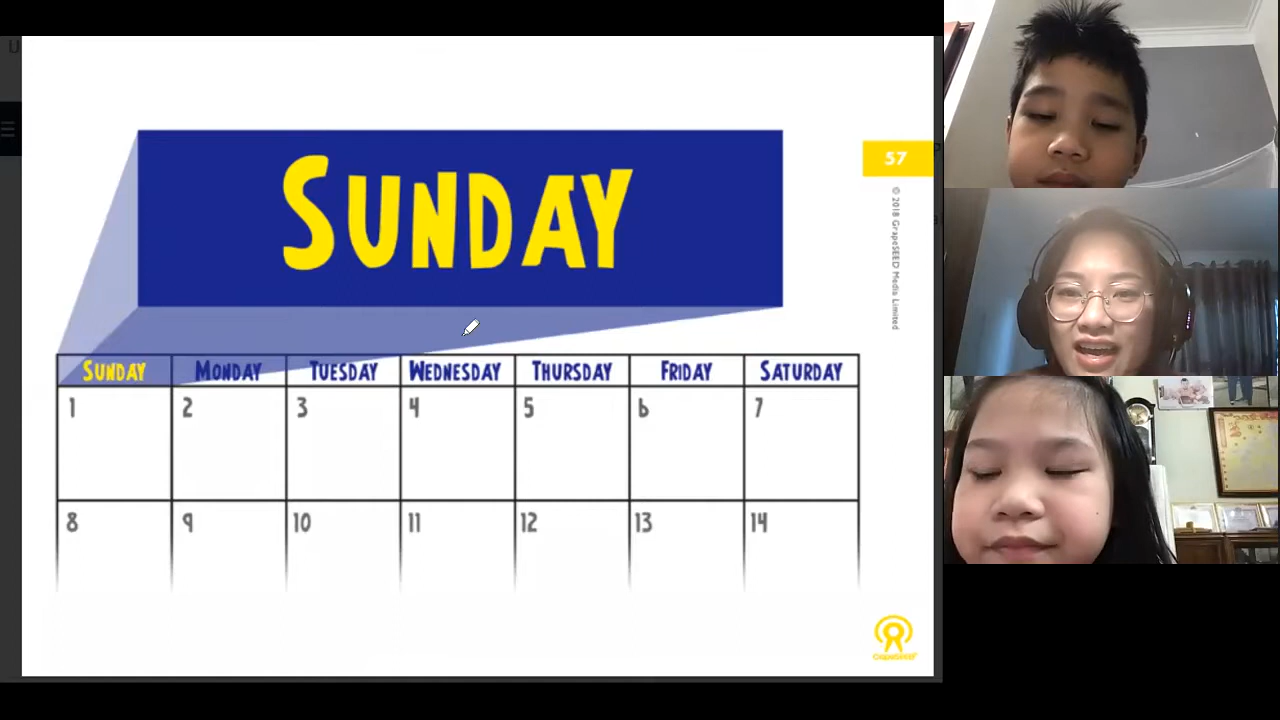 SUNDAY
57
© 2018 GrapeSEED Media Limited
SUNDAY MONDAY TUESDAY WEDNESDAY THURSDAY FRIDAY SATURDAY
1 2 3 4 5 6 7
8 9 10 11 12 13 14
GrapeSEED